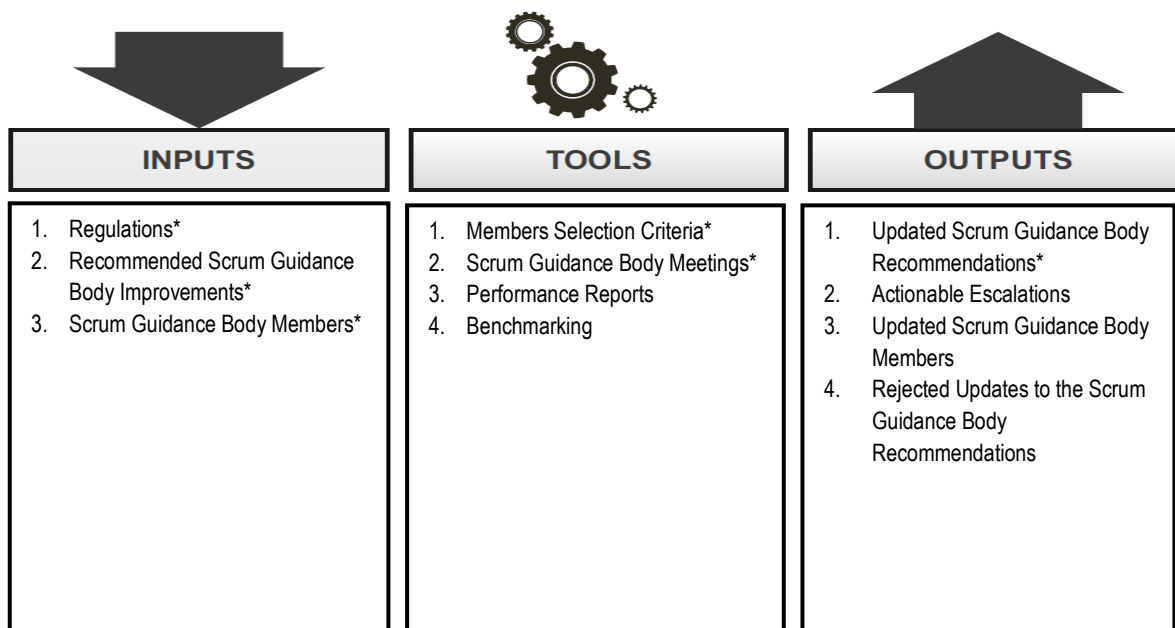 INPUTS
1. Regulations*
2. Recommended Scrum Guidance
Body Improvements*
3. Scrum Guidance Body Members*
TOOLS
1. Members Selection Criteria*
2. Scrum Guidance Body Meetings*
3. Performance Reports
4. Benchmarking
OUTPUTS
1. Updated Scrum Guidance Body
Recommendations*
2. Actionable Escalations
3. Updated Scrum Guidance Body
Members
4. Rejected Updates to the Scrum
Guidance Body
Recommendations